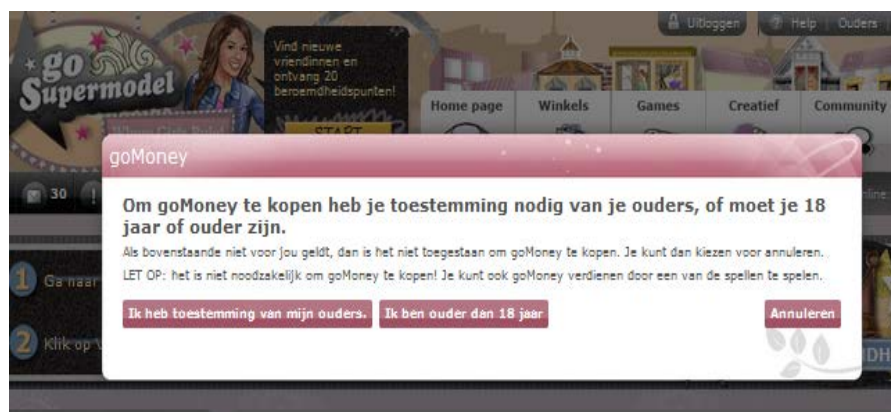 Uitloggen
? Help
Ouders
go
Supermodel
Vind nieuwe
vriendinnen en
ontvang 20
beroemdheidspunten!
START
Home page
Winkels
Games
Creatief
Community
goMoney
30
!
Om goMoney te kopen heb je toestemming nodig van je ouders, of moet je 18
jaar of ouder zijn.
Als bovenstaande niet voor jou geldt, dan is het niet toegestaan om goMoney te kopen. Je kunt dan kiezen voor annuleren.
LET OP: het is niet noodzakelijk om goMoney te kopen! Je kunt ook goMoney verdienen door een van de spellen te spelen.
1 Ga naar
Ik heb toestemming van mijn ouders.
Ik ben ouder dan 18 jaar
Annuleren
2 Klik op
DH